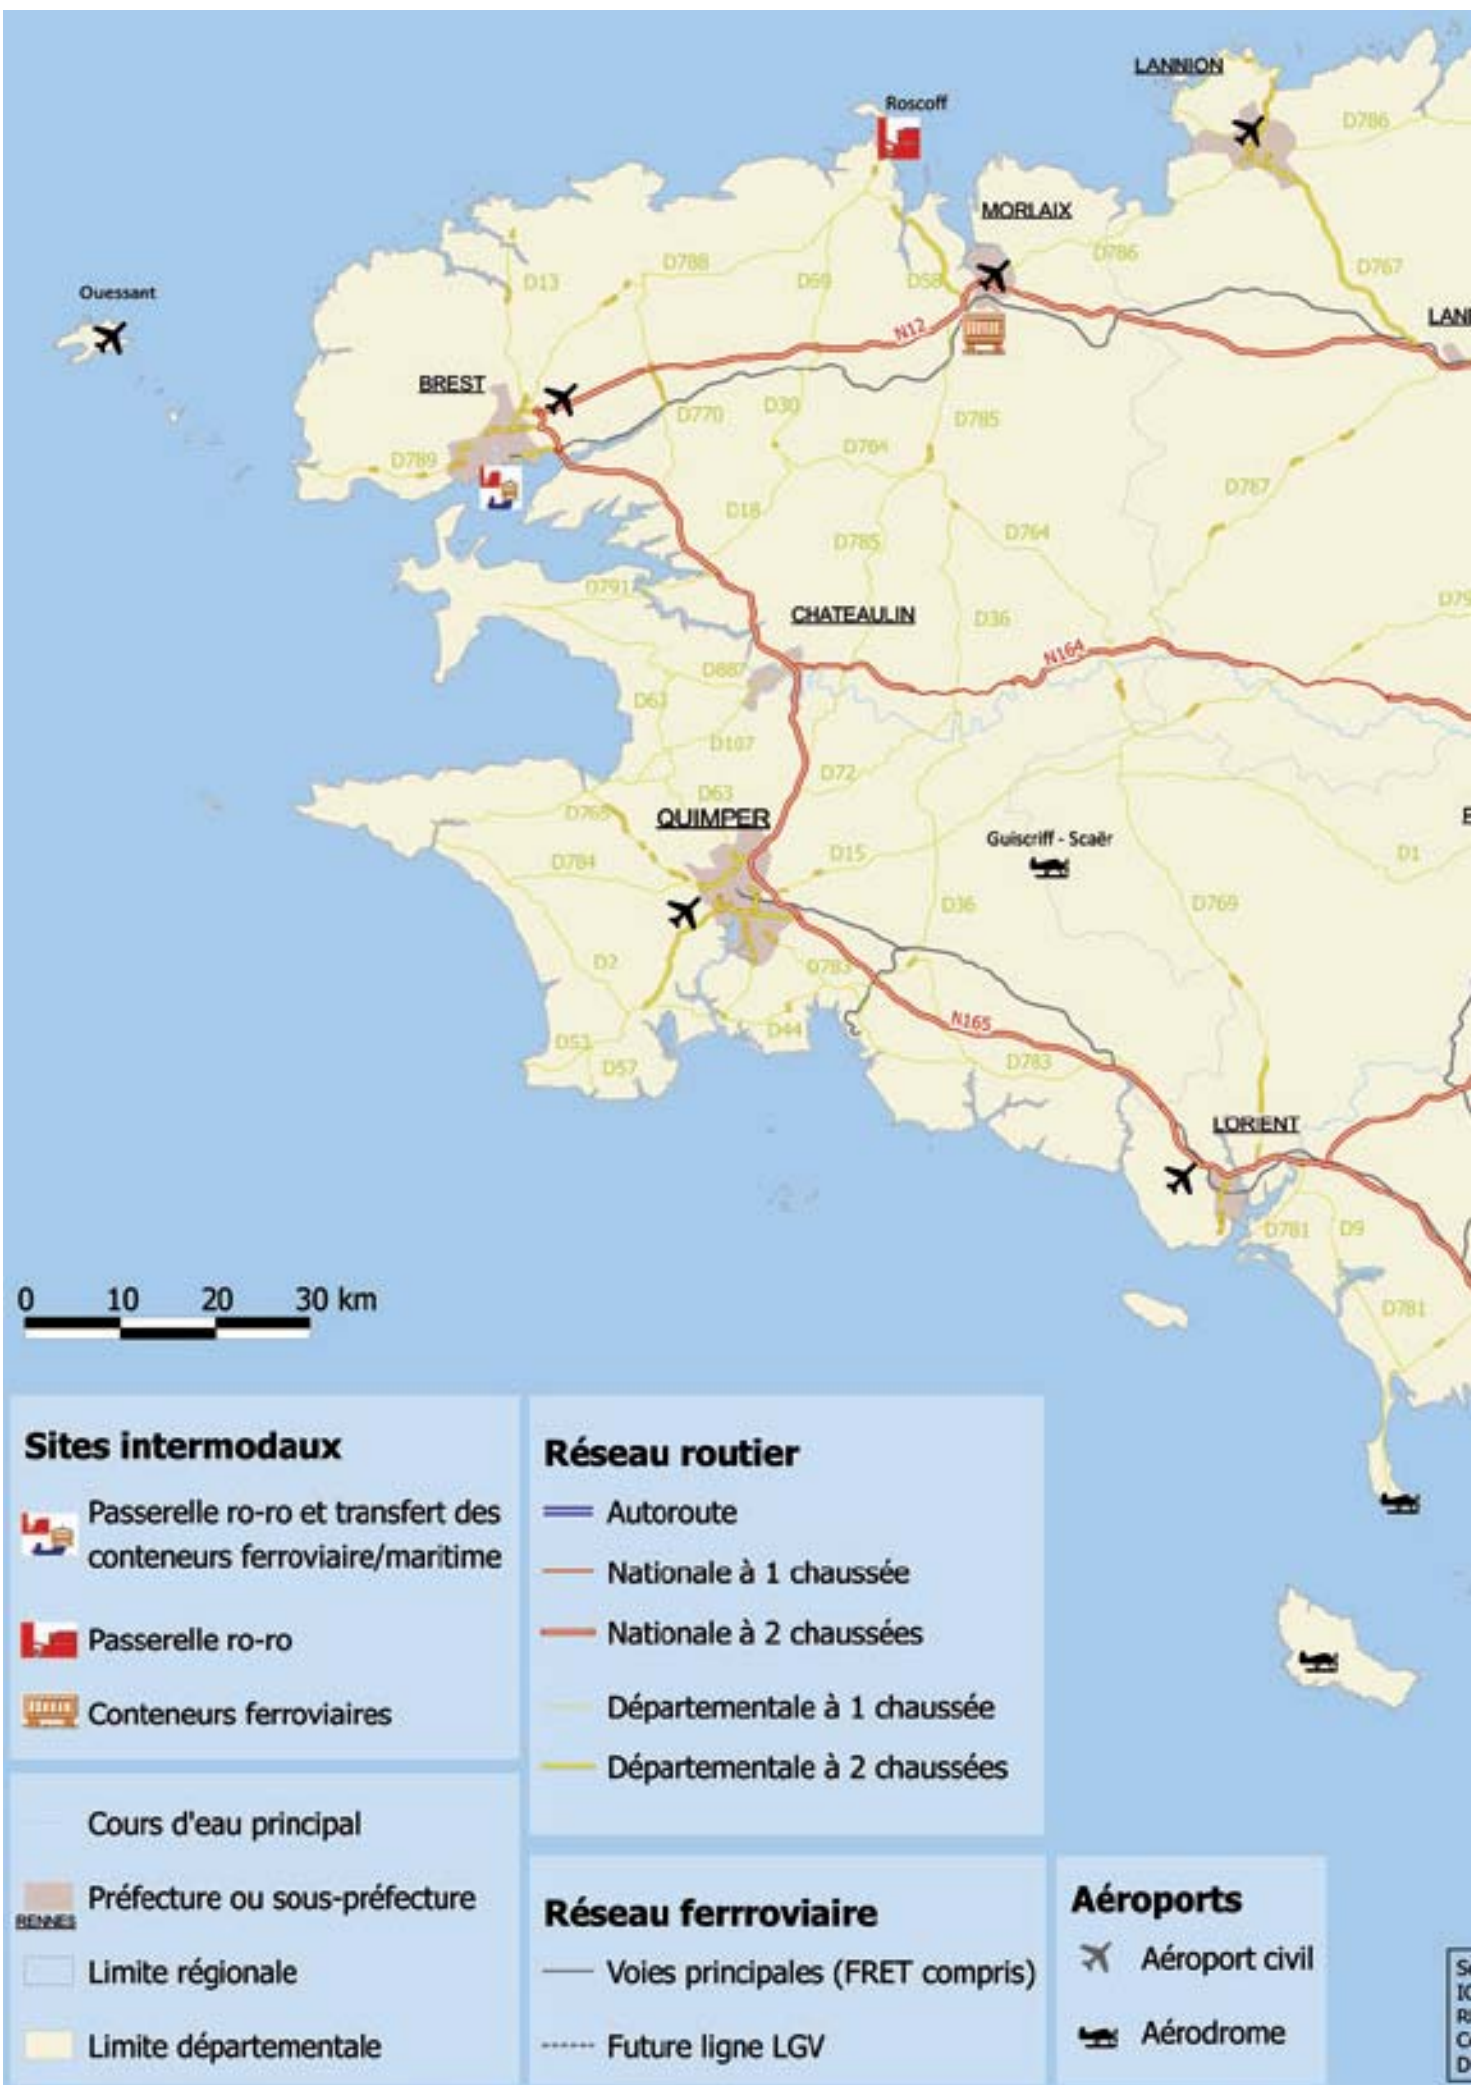 LANNION
Roscoff
D786
MORLAIX
D786
D788
D13
D69
D58
D767
Ouessant
N12
BREST
D770
D30
D785
D764
D789
D787
D18
D785
D764
D791
CHATEAULIN
D36
D79
N164
D887
D63
D107
D72
D63
D765
QUIMPER
Guiscriff - Scaër
D15
D1
D784
D36
D769
D2
D783
N165
D44
D53
D57
D783
LORIENT
D781
D9
D781
0 10 20 30 km
Sites intermodaux
Passerelle ro-ro et transfert des
conteneurs ferroviaire/maritime
Passerelle ro-ro
Conteneurs ferroviaires
Cours d'eau principal
Préfecture ou sous-préfecture
RENNES
Limite régionale
Limite départementale
Réseau routier
Autoroute
Nationale à 1 chaussée
Nationale à 2 chaussées
Départementale à 1 chaussée
Départementale à 2 chaussées
Réseau ferrroviaire
Voies principales (FRET compris)
Future ligne LGV
Aéroports
Aéroport civil
Aérodrome